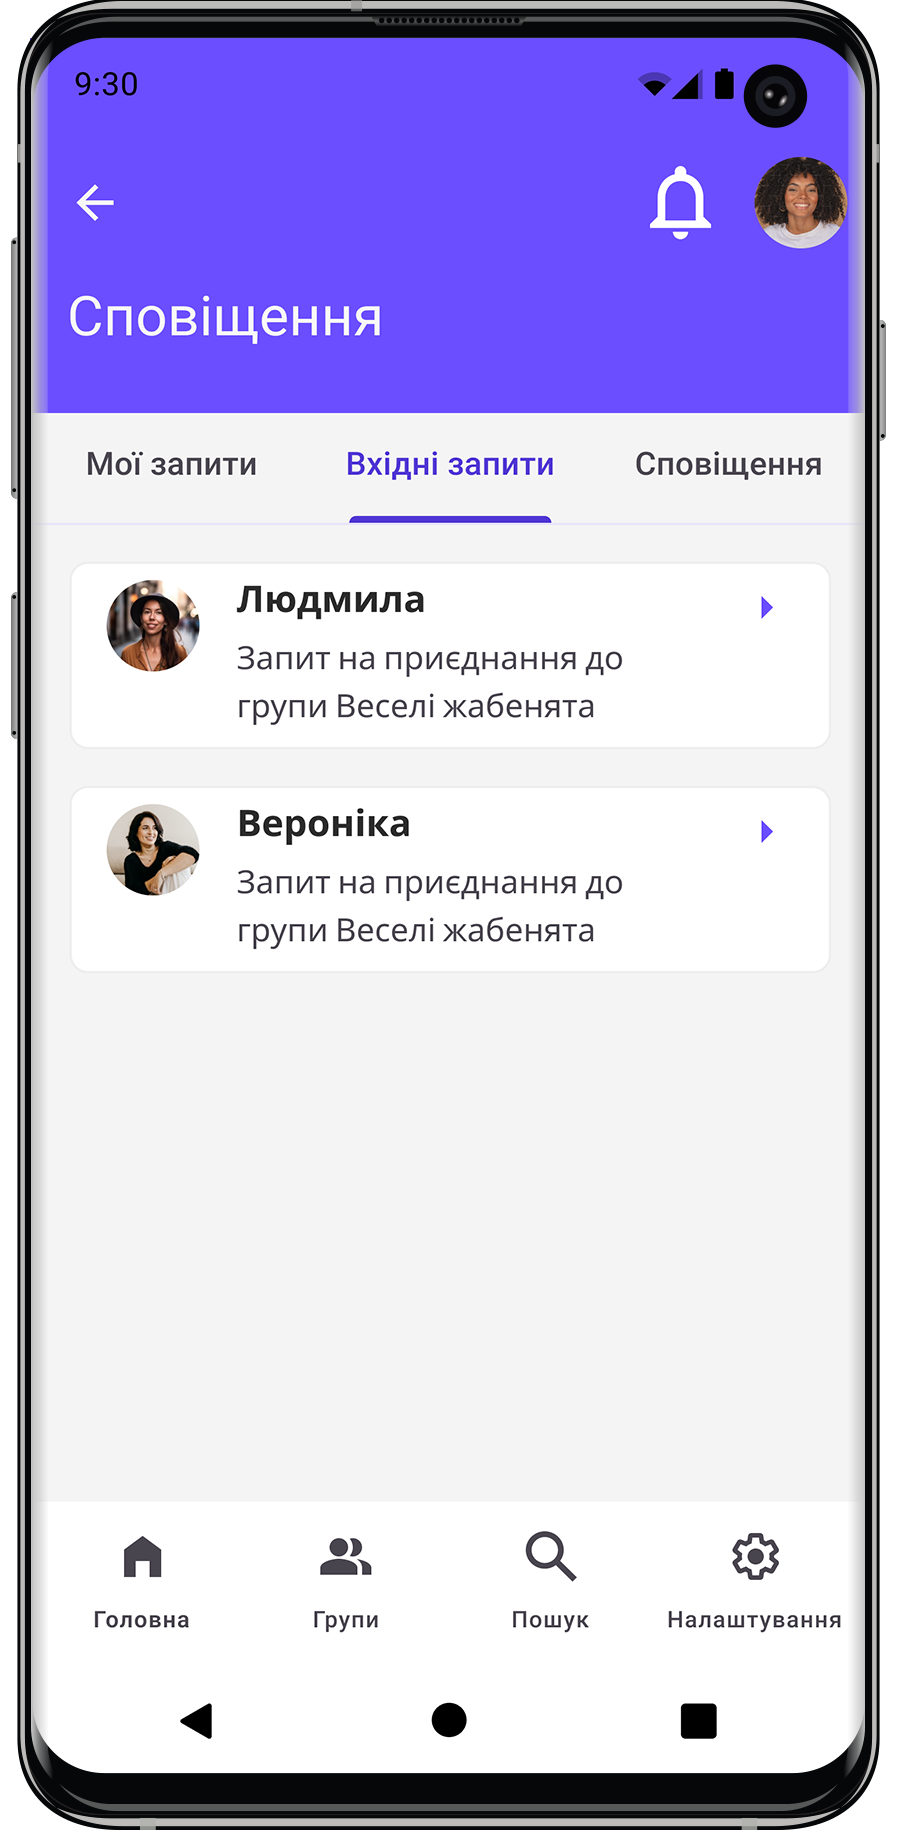 9:30
Сповіщення
Мої запити
Вхідні запити
Сповіщення
Людмила
Запит на приєднання до
групи Веселі жабенята
Вероніка
Запит на приєднання до
групи Веселі жабенята
Головна
Групи
Пошук
Налаштування